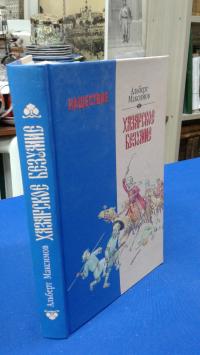 НАШЕСТВИЕ
Альберт
Максимов
ХАЗАРСКОЕ
БЕЗУМИЕ
Альберт Максимов ХАЗАРСКОЕ БЕЗУМИЕ